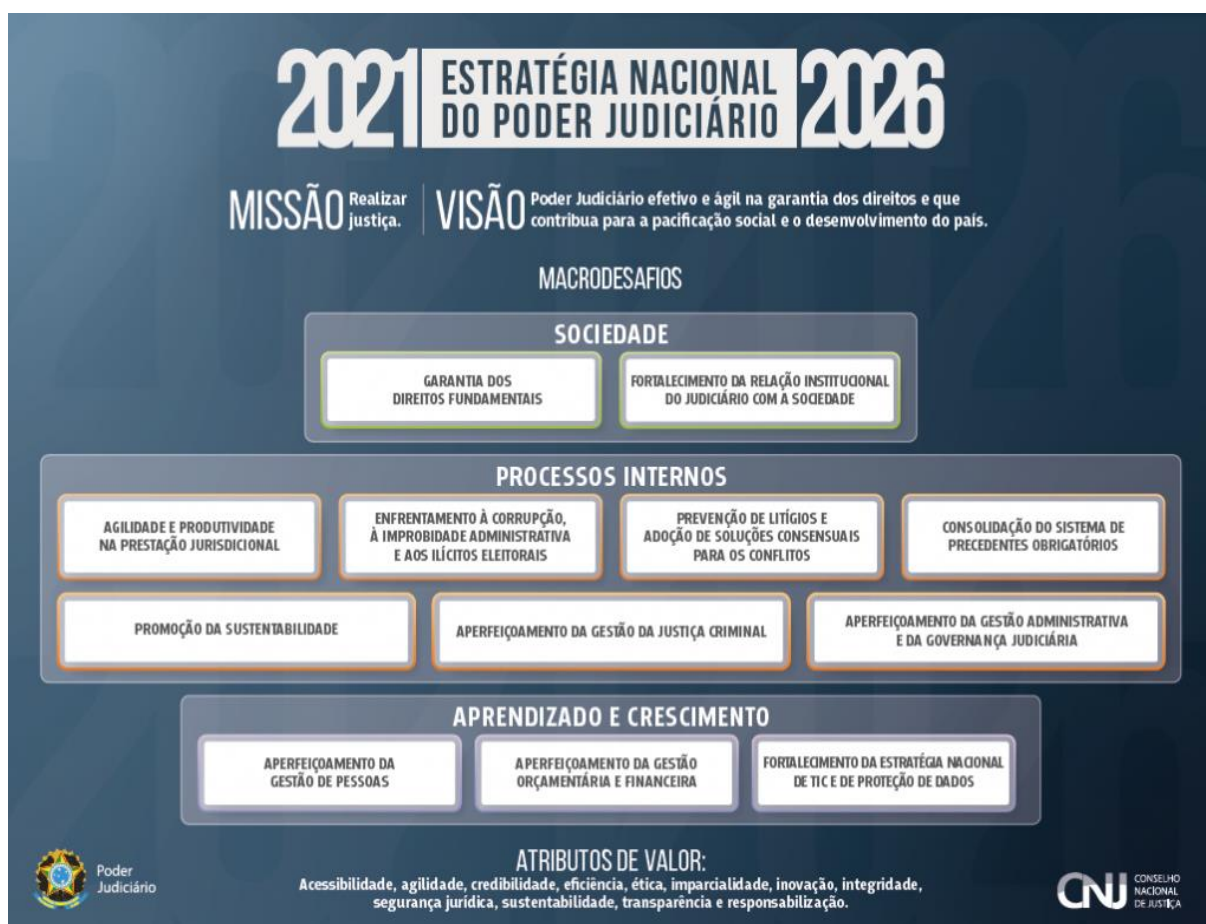 2021 ESTRATÉGIA NACIONAL DO PODER JUDICIÁRIO 2026
MISSÃO Realizar justiça.
VISÃO Poder Judiciário efetivo e ágil na garantia dos direitos e que
contribua para a pacificação social e o desenvolvimento do país.
MACRODESAFIOS
SOCIEDADE
GARANTIA DOS
DIREITOS FUNDAMENTAIS
FORTALECIMENTO DA RELAÇÃO INSTITUCIONAL
DO JUDICIÁRIO COM A SOCIEDADE
PROCESSOS INTERNOS
AGILIDADE E PRODUTIVIDADE
NA PRESTAÇÃO JURISDICIONAL
ENFRENTAMENTO À CORRUPÇÃO,
À IMPROBIDADE ADMINISTRATIVA
E AOS ILÍCITOS ELEITORAIS
PREVENÇÃO DE LITÍGIOS E
ADOÇÃO DE SOLUÇÕES CONSENSUAIS
PARA OS CONFLITOS
CONSOLIDAÇÃO DO SISTEMA DE
PRECEDENTES OBRIGATÓRIOS
PROMOÇÃO DA SUSTENTABILIDADE
APERFEIÇOAMENTO DA GESTÃO DA JUSTIÇA CRIMINAL
APERFEIÇOAMENTO DA GESTÃO ADMINISTRATIVA
E DA GOVERNANÇA JUDICIÁRIA
APRENDIZADO E CRESCIMENTO
APERFEIÇOAMENTO DA
GESTÃO DE PESSOAS
APERFEIÇOAMENTO DA GESTÃO
ORÇAMENTÁRIA E FINANCEIRA
FORTALECIMENTO DA ESTRATÉGIA NACIONAL
DE TIC E DE PROTEÇÃO DE DADOS
Poder
Judiciário
ATRIBUTOS DE VALOR:
Acessibilidade, agilidade, credibilidade, eficiência, ética, imparcialidade, inovação, integridade,
segurança jurídica, sustentabilidade, transparência e responsabilização.
CNJ
CONSELHO
NACIONAL
DE JUSTIÇA